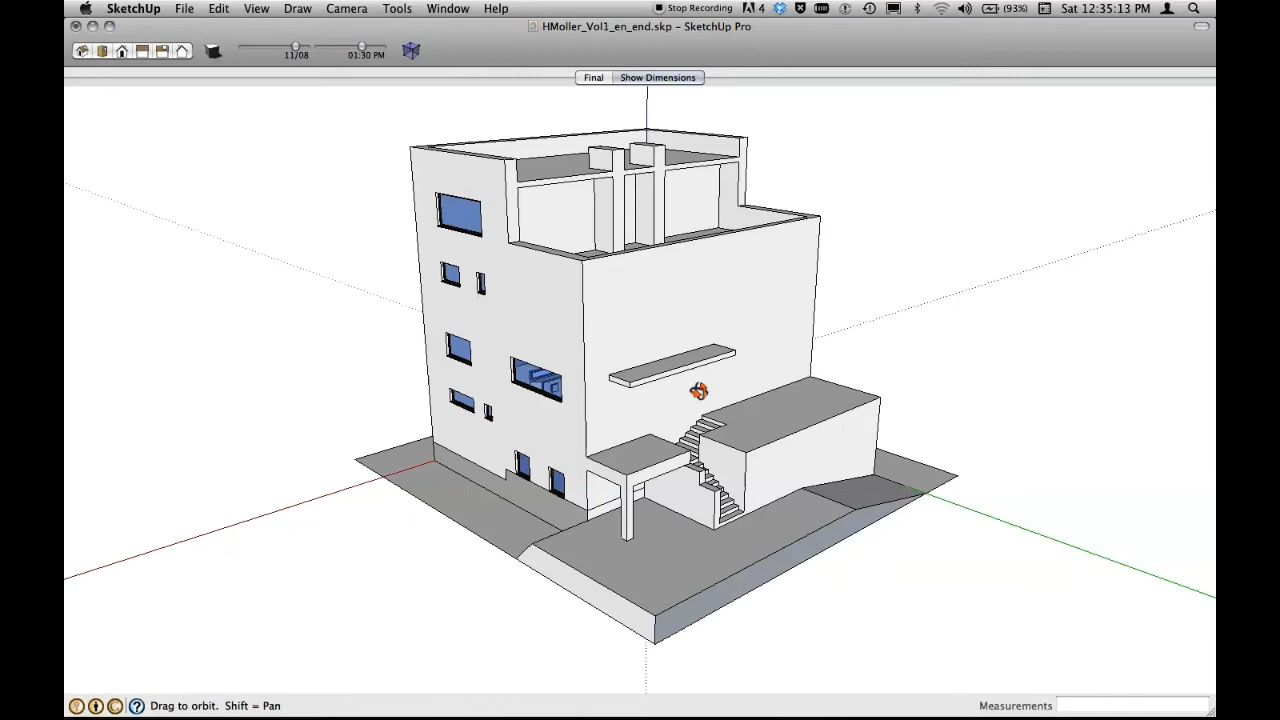 SketchUp File Edit View Draw Camera Tools Window Help Stop Recording 4 (93%) Sat 12:35:13 PM
HMoller_Vol1_en_end.skp - SketchUp Pro
11/08 01:30 PM
Final Show Dimensions
Drag to orbit. Shift = Pan Measurements